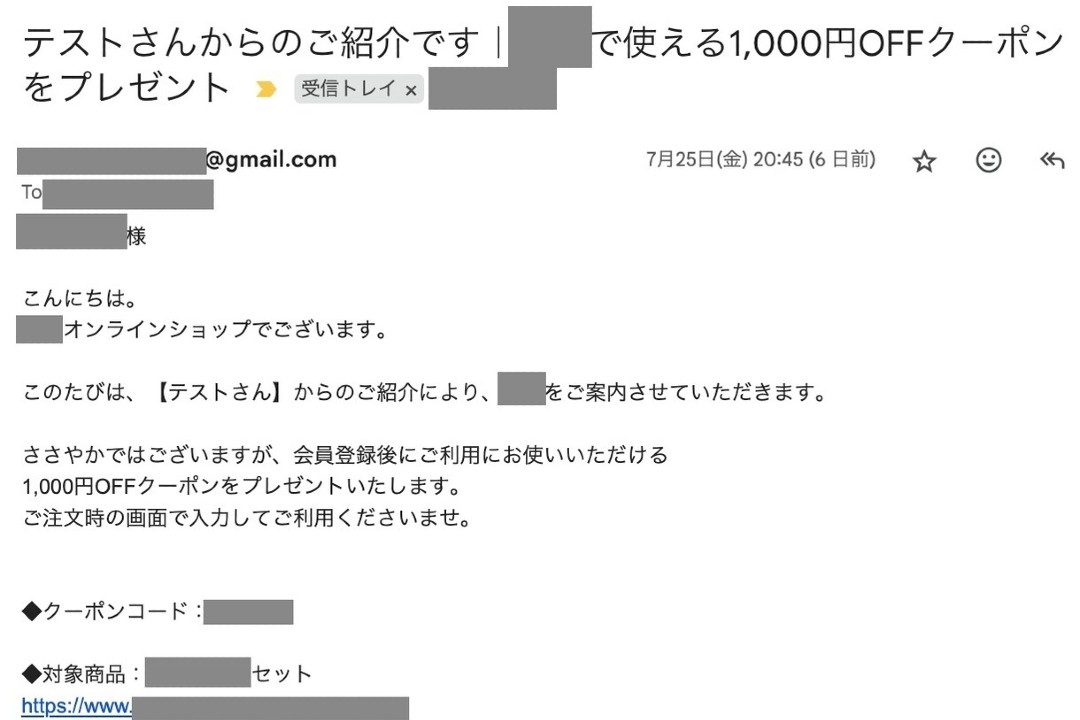 テストさんからのご紹介です｜で使える1,000円OFFクーポン
をプレゼント 受信トレイ ×
@gmail.com 7月25日(金) 20:45 (6 日前)
To
様
こんにちは。
オンラインショップでございます。
このたびは、【テストさん】からのご紹介により、をご案内させていただきます。
ささやかではございますが、会員登録後にご利用にお使いいただける
1,000円OFFクーポンをプレゼントいたします。
ご注文時の画面で入力してご利用くださいませ。
◆クーポンコード：
◆対象商品：セット
https://www.